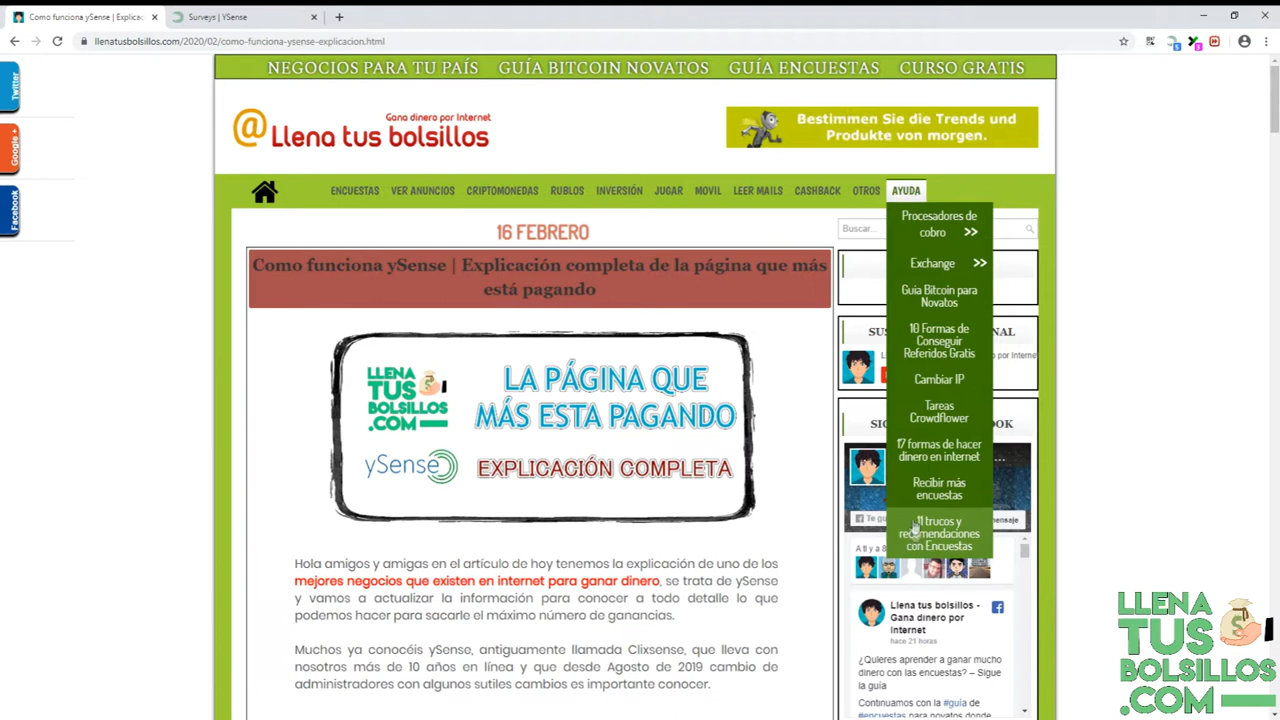 Como funciona ySense | Explicac
Surveys | YSense
llenatusbolsillos.com/2020/02/como-funciona-ysense-explicacion.html
Twitter
Google +
Facebook
NEGOCIOS PARA TU PAÍS GUÍA BITCOIN NOVATOS GUÍA ENCUESTAS CURSO GRATIS
Gana dinero por Internet
@Llena tus bolsillos
Bestimmen Sie die Trends und
Produkte von morgen.
ENCUESTAS VER ANUNCIOS CRIPTOMONEDAS RUBLOS INVERSIÓN JUGAR MOVIL LEER MAILS CASHBACK OTROS AYUDA
Procesadores de
cobro >>
Exchange >>
Guia Bitcoin para
Novatos
10 Formas de
Conseguir
Referidos Gratis
Cambiar IP
Tareas
Crowdflower
17 formas de hacer
dinero en internet
Recibir más
encuestas
11 trucos y
recomendaciones
con Encuestas
16 FEBRERO
Como funciona ySense | Explicación completa de la página que más
está pagando
LLENA
TUS
BOLSILLOS
.COM
ySense
LA PÁGINA QUE
MÁS ESTA PAGANDO
EXPLICACIÓN COMPLETA
Hola amigos y amigas en el artículo de hoy tenemos la explicación de uno de los
mejores negocios que existen en internet para ganar dinero, se trata de ySense
y vamos a actualizar la información para conocer a todo detalle lo que
podemos hacer para sacarle el máximo número de ganancias.
Muchos ya conocéis ySense, antiguamente llamada Clixsense, que lleva con
nosotros más de 10 años en línea y que desde Agosto de 2019 cambio de
administradores con algunos sutiles cambios es importante conocer.
Buscar...
Llena tus bolsillos -
Gana dinero por
Internet
hace 21 horas
¿Quieres aprender a ganar mucho
dinero con las encuestas? – Sigue
la guía
Continuamos con la #guía de
#encuestas para novatos donde
LLENA
TUS
BOLSILLOS
.COM